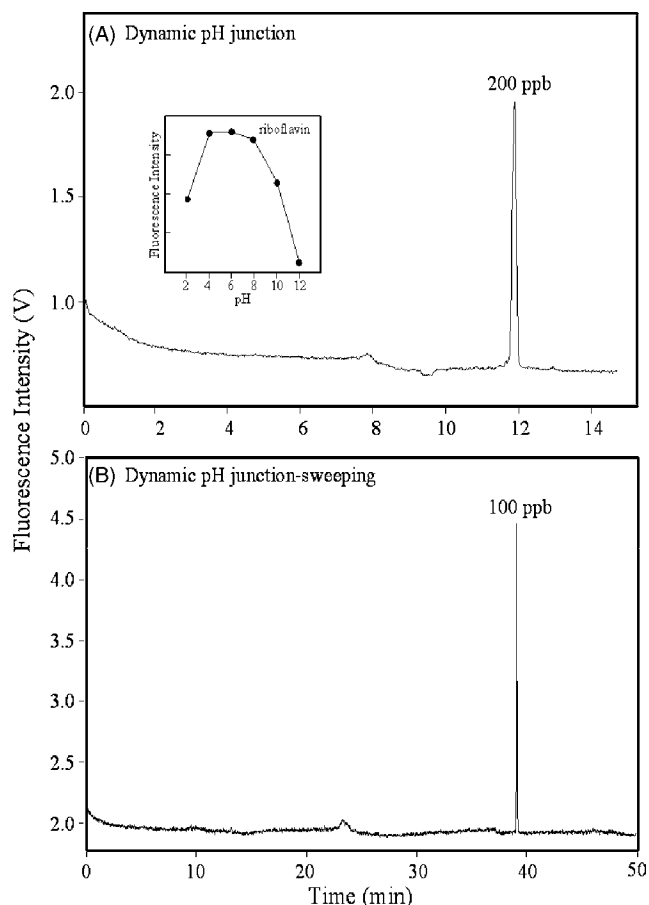 (A) Dynamic pH junction
200 ppb
2.0
1.5
1.0
riboflavin
Fluorescence Intensity
2 4 6 8 10 12
pH
0 2 4 6 8 10 12 14
Fluorescence Intensity (V)
(B) Dynamic pH junction-sweeping
100 ppb
5.0
4.5
4.0
3.5
3.0
2.5
2.0
0 10 20 30 40 50
Time (min)